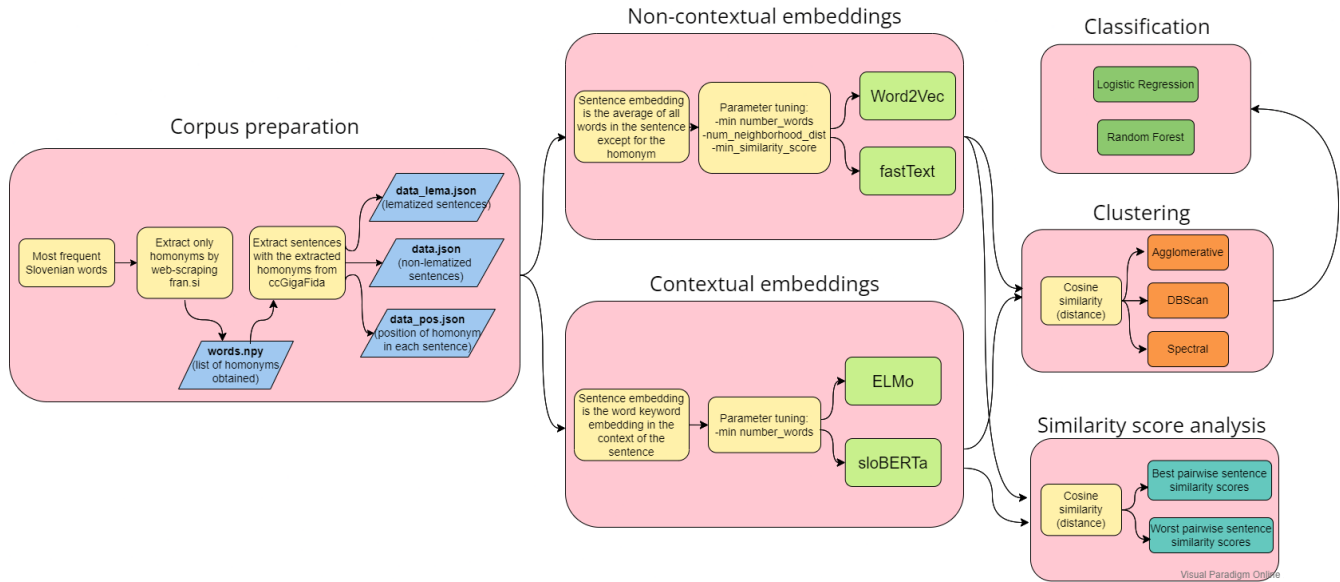 Corpus preparation
Most frequent
Slovenian words
Extract only
homonyms by
web-scraping
fran.si
words.npy
(list of homonyms
obtained)
Extract sentences
with the extracted
homonyms from
ccGigaFida
data_lema.json
(lematized sentences)
data.json
(non-lematized
sentences)
data_pos.json
(position of homonym
in each sentence)
Non-contextual embeddings
Sentence embedding
is the average of all
words in the sentence
except for the
homonym
Parameter tuning:
-min number_words
-num_neighborhood_dist
-min_similarity_score
Word2Vec
fastText
Contextual embeddings
Sentence embedding
is the word keyword
embedding in the
context of the
sentence
Parameter tuning:
-min number_words
ELMo
sloBERTa
Classification
Logistic Regression
Random Forest
Clustering
Cosine
similarity
(distance)
Agglomerative
DBScan
Spectral
Similarity score analysis
Cosine
similarity
(distance)
Best pairwise sentence
similarity scores
Worst pairwise sentence
similarity scores
Visual Paradigm Online